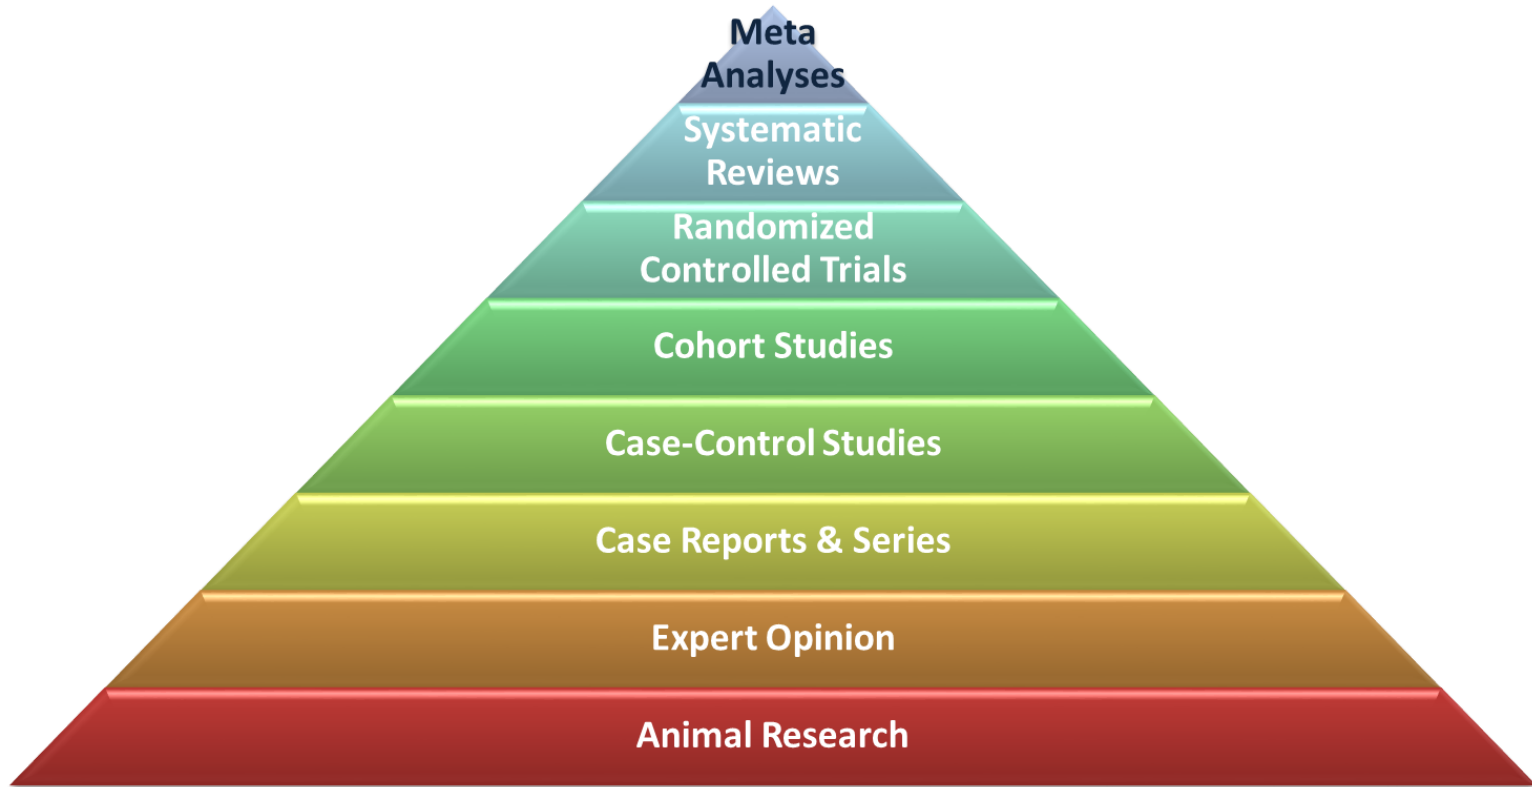 Meta
Analyses
Systematic
Reviews
Randomized
Controlled Trials
Cohort Studies
Case-Control Studies
Case Reports & Series
Expert Opinion
Animal Research